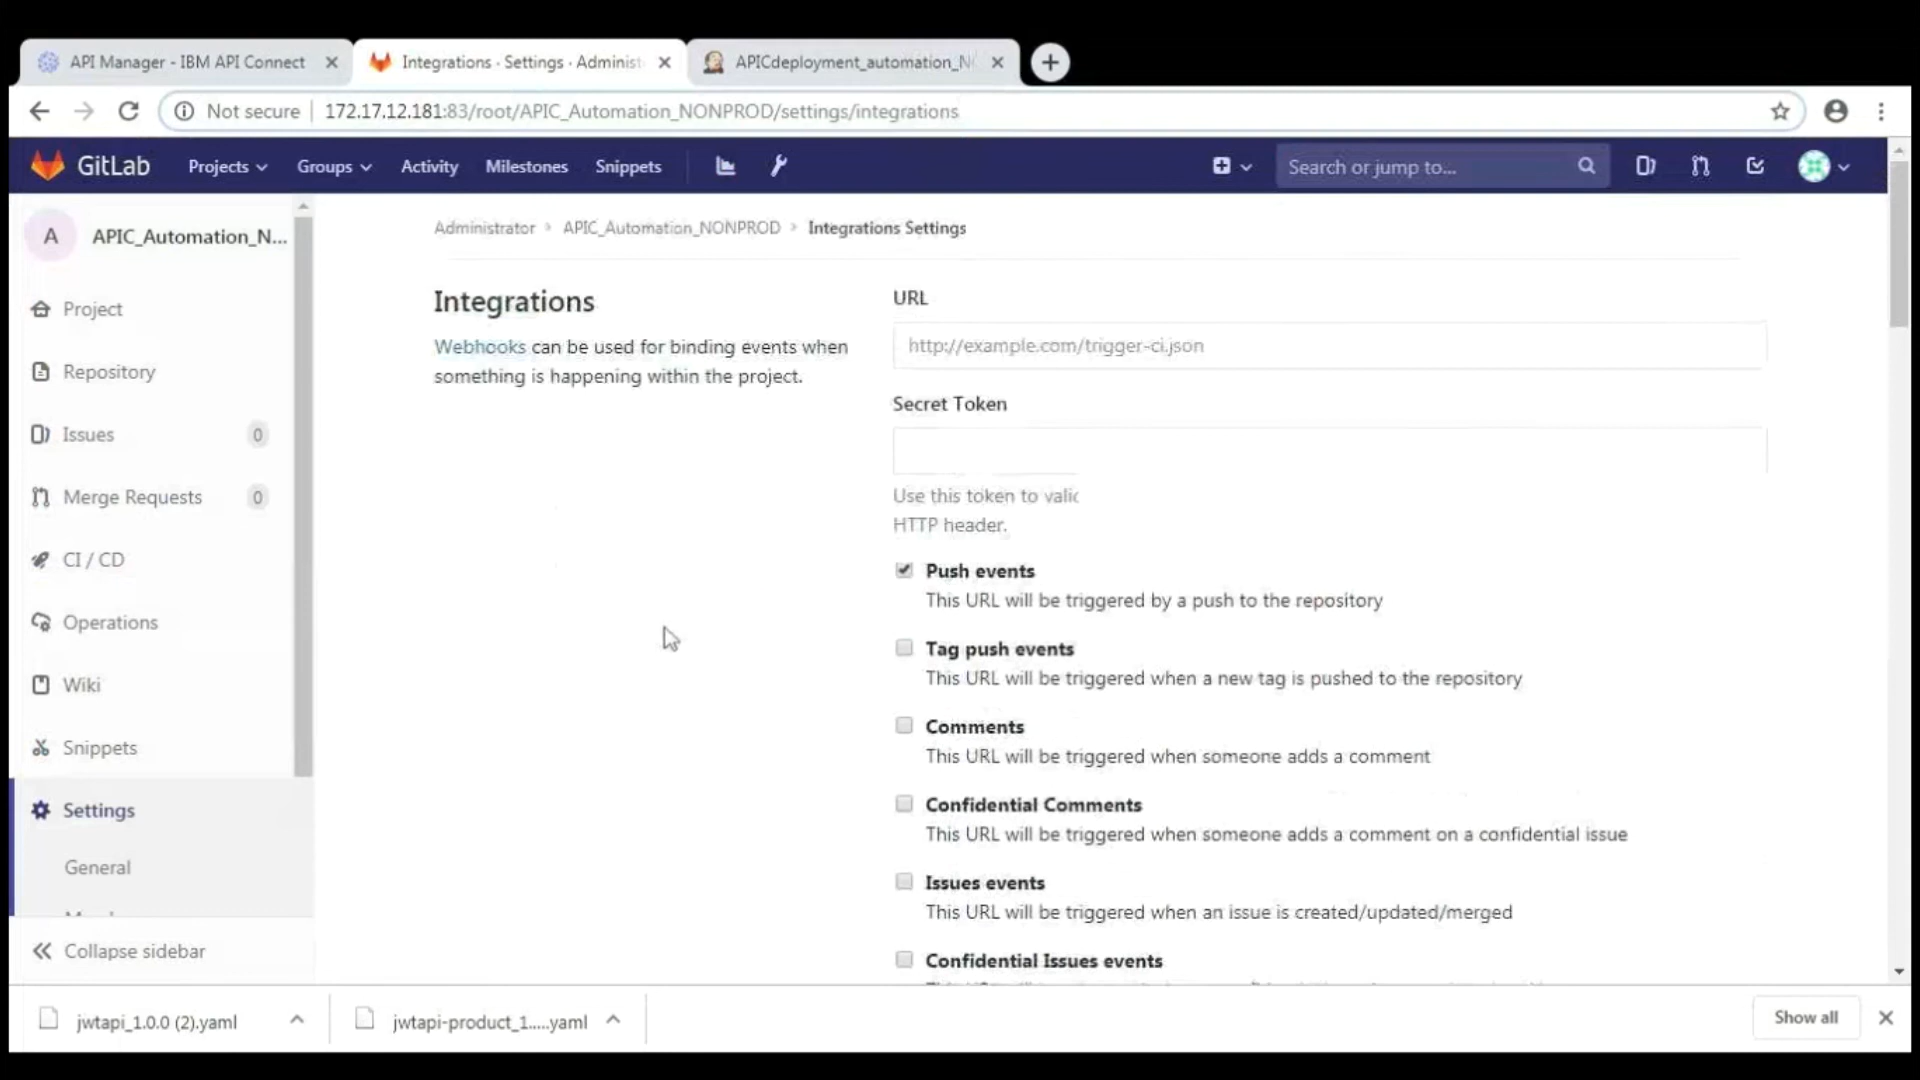 API Manager - IBM API Connect
Integrations · Settings · Administ
APICdeployment_automation_N
Not secure
172.17.12.181:83/root/APIC_Automation_NONPROD/settings/integrations
GitLab
Projects
Groups
Activity
Milestones
Snippets
Search or jump to...
A
APIC_Automation_N...
Project
Repository
Issues
0
Merge Requests
0
CI / CD
Operations
Wiki
Snippets
Settings
General
Collapse sidebar
Administrator > APIC_Automation_NONPROD > Integrations Settings
Integrations
Webhooks can be used for binding events when
something is happening within the project.
URL
http://example.com/trigger-ci.json
Secret Token
Use this token to valid
HTTP header.
Push events
This URL will be triggered by a push to the repository
Tag push events
This URL will be triggered when a new tag is pushed to the repository
Comments
This URL will be triggered when someone adds a comment
Confidential Comments
This URL will be triggered when someone adds a comment on a confidential issue
Issues events
This URL will be triggered when an issue is created/updated/merged
Confidential Issues events
jwtapi_1.0.0 (2).yaml
jwtapi-product_1.....yaml
Show all